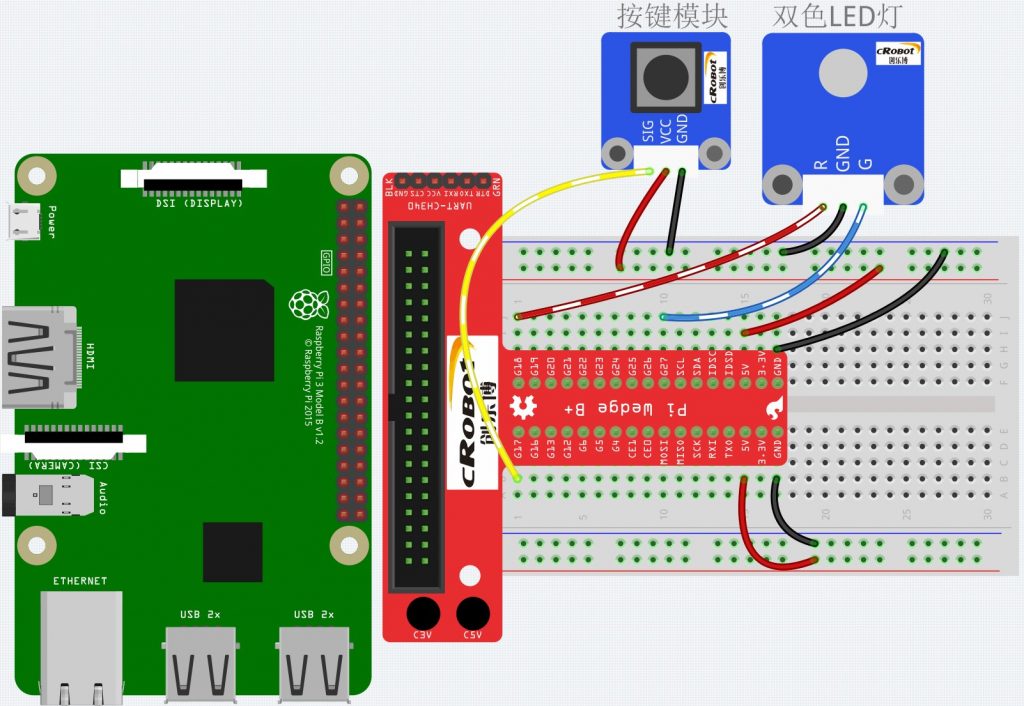 按键模块
双色LED灯
CRobot
创乐博
SIG
VCC
GND
CRobot
创乐博
R
GND
G
DSI (DISPLAY)
Power
GPIO
HDMI
Raspberry Pi 3 Model B v1.2
© Raspberry Pi 2015
CSI (CAMERA)
Audio
ETHERNET
USB 2x
USB 2x
BLK
GRN
GND CTS VCC RXI TXO DTR
UART-CH340
CRobot
创乐博
C3V
C5V
1 10 15 30
J
H
F
G18 G19 G20 G21 G22 G23 G24 G25 G26 G27 SCL SDA IDSC IDSD 5V 3.3V GND
Pi Wedge B+
G17 G16 G13 G12 G6 G5 G4 CE1 CE0 MOSI MISO SCK RXI TXO 5V 3.3V GND
E
D
C
B
A
1 5 10 20 25 30